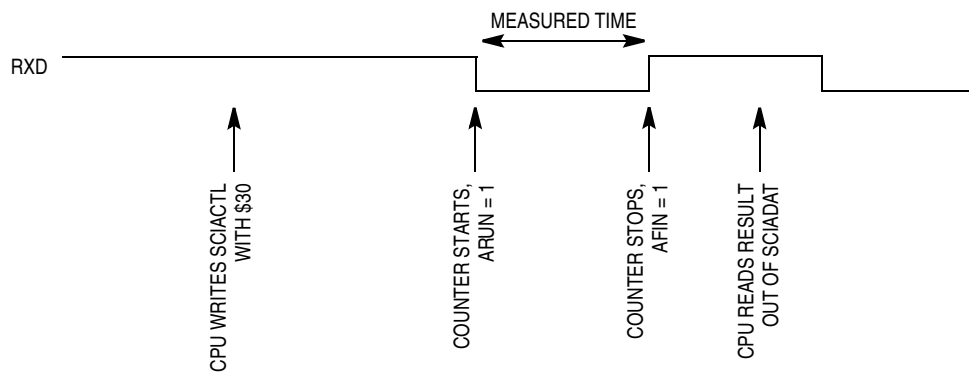 MEASURED TIME
RXD
CPU WRITES SCIACTL
WITH $30
COUNTER STARTS,
ARUN = 1
COUNTER STOPS,
AFIN = 1
CPU READS RESULT
OUT OF SCIADAT